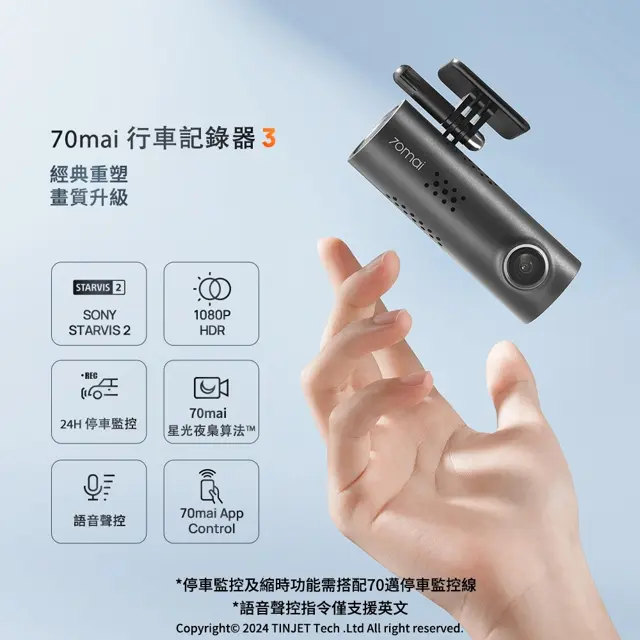 70mai 行車記錄器 3
經典重塑
畫質升級
70mai
STARVIS 2
SONY
STARVIS 2
1080P
HDR
•REC
24H 停車監控
70mai
星光夜梟算法™
語音聲控
70mai App
Control
*停車監控及縮時功能需搭配70邁停車監控線
*語音聲控指令僅支援英文
Copyright© 2024 TINJET Tech .Ltd All right reserved.